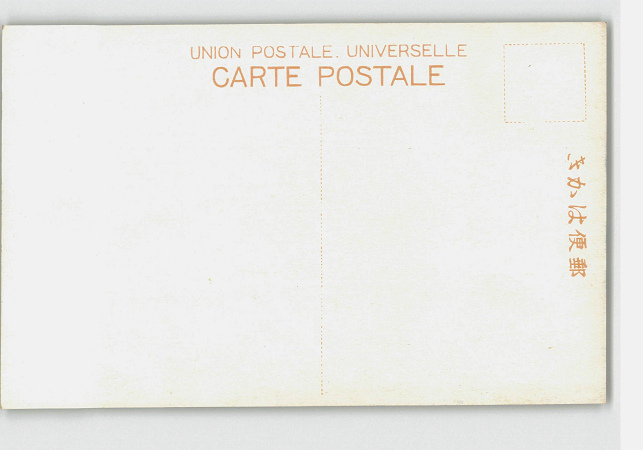 UNION POSTALE. UNIVERSELLE
CARTE POSTALE
きかは便郵